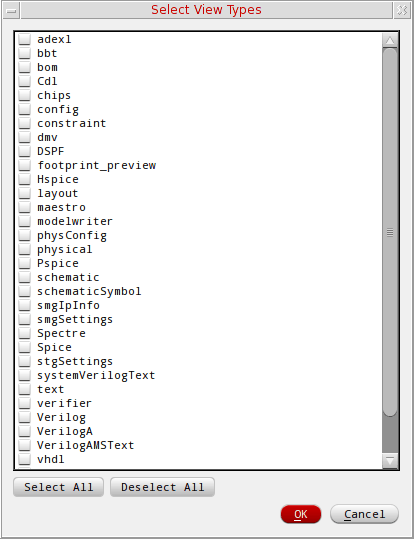 Select View Types
adexl
bbt
bom
Cdl
chips
config
constraint
dmv
DSPF
footprint_preview
Hspice
layout
maestro
modelwriter
physConfig
physical
Pspice
schematic
schematicSymbol
smgIpInfo
smgSettings
Spectre
Spice
stgSettings
systemVerilogText
text
verifier
Verilog
VerilogA
VerilogAMSText
vhdl
Select All Deselect All
OK Cancel